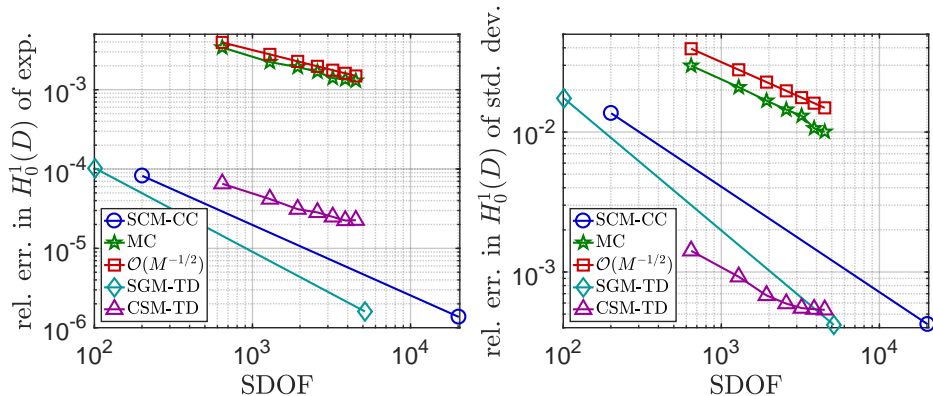 rel. err. in $H_0^1(D)$ of exp.
10^{-3}
10^{-4}
10^{-5}
10^{-6}
SCM-CC
MC
$\mathcal{O}(M^{-1/2})$
SGM-TD
CSM-TD
10^2
10^3
10^4
SDOF
rel. err. in $H_0^1(D)$ of std. dev.
10^{-2}
10^{-3}
SCM-CC
MC
$\mathcal{O}(M^{-1/2})$
SGM-TD
CSM-TD
10^2
10^3
10^4
SDOF